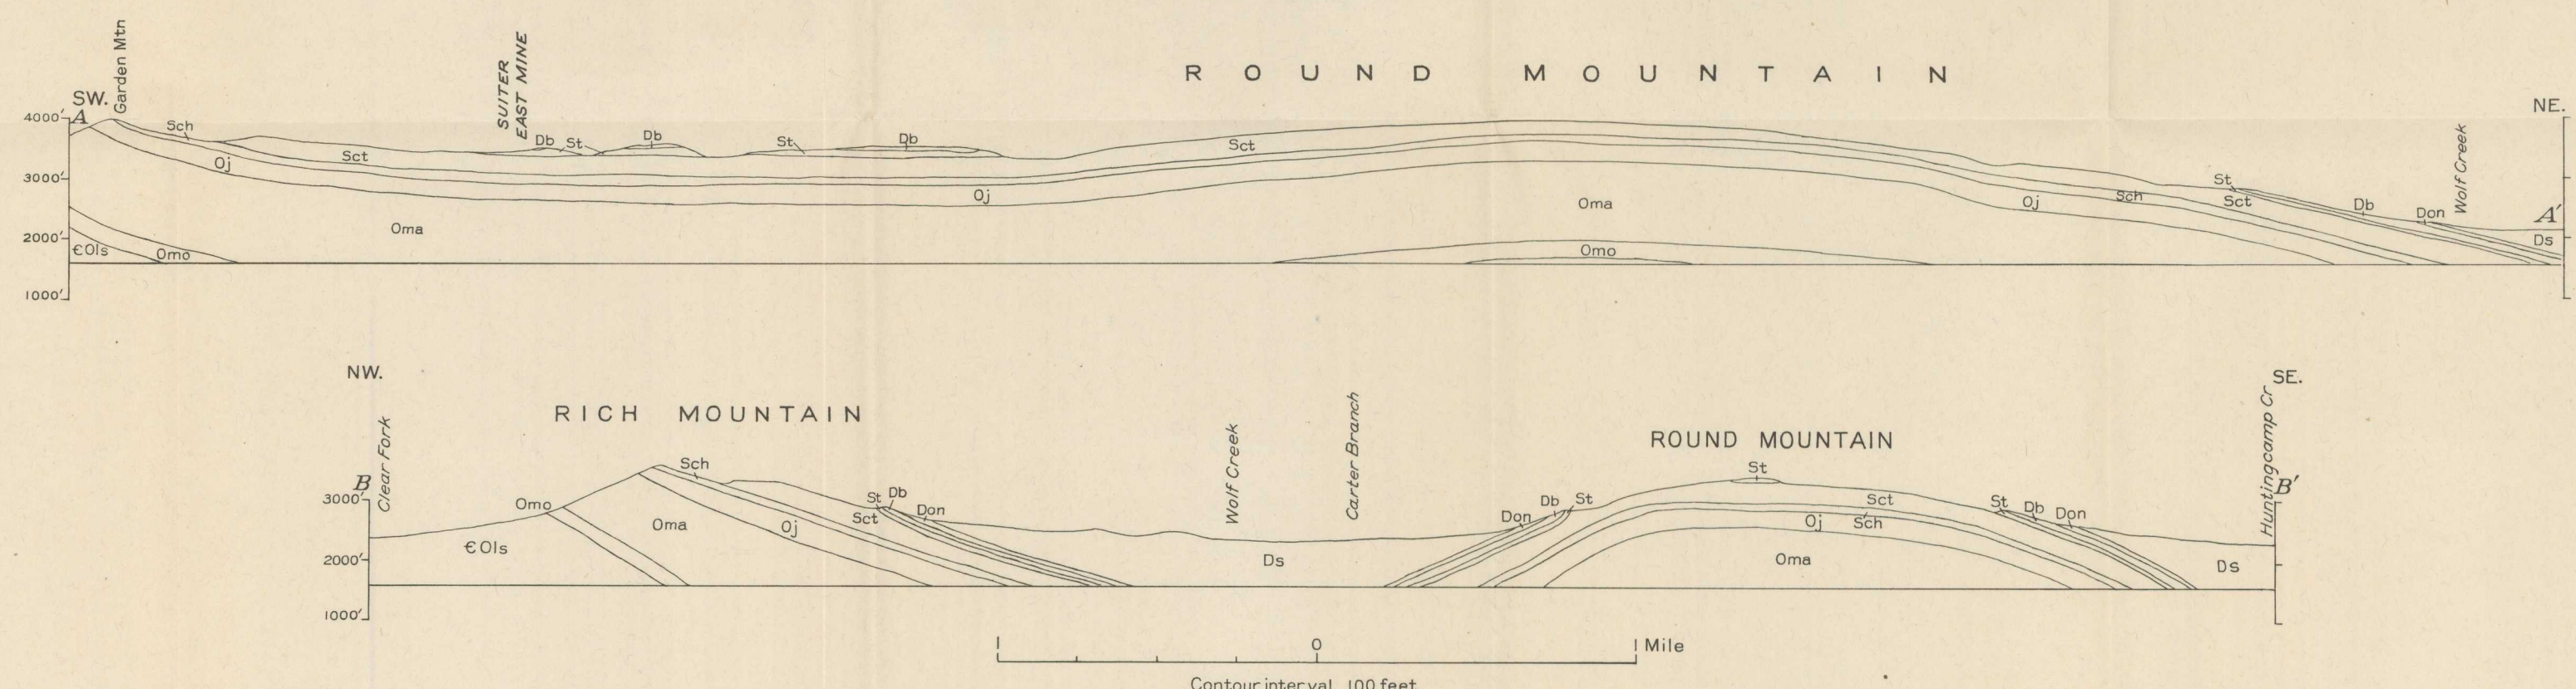 Garden Mtn
SUITER
EAST MINE
ROUND MOUNTAIN
SW.
NE.
A
4000'
3000'
2000'
1000'
Sch
Sct
Oj
Db
St
Db
St
Db
Sct
Oj
Oma
Oma
€Ols
Omo
Omo
Oj
Sch
St
Sct
Db
Don
Wolf Creek
A'
Ds
NW.
SE.
RICH MOUNTAIN
ROUND MOUNTAIN
B
Clear Fork
3000'
2000'
1000'
€Ols
Omo
Oma
Sch
Oj
Sct
St
Db
Don
Wolf Creek
Carter Branch
Ds
Don
Db
St
St
Sct
Oj
Sch
Oma
St
Db
Don
Ds
Huntingcamp Cr
B'
1 0 1 Mile
Contour interval 100 feet